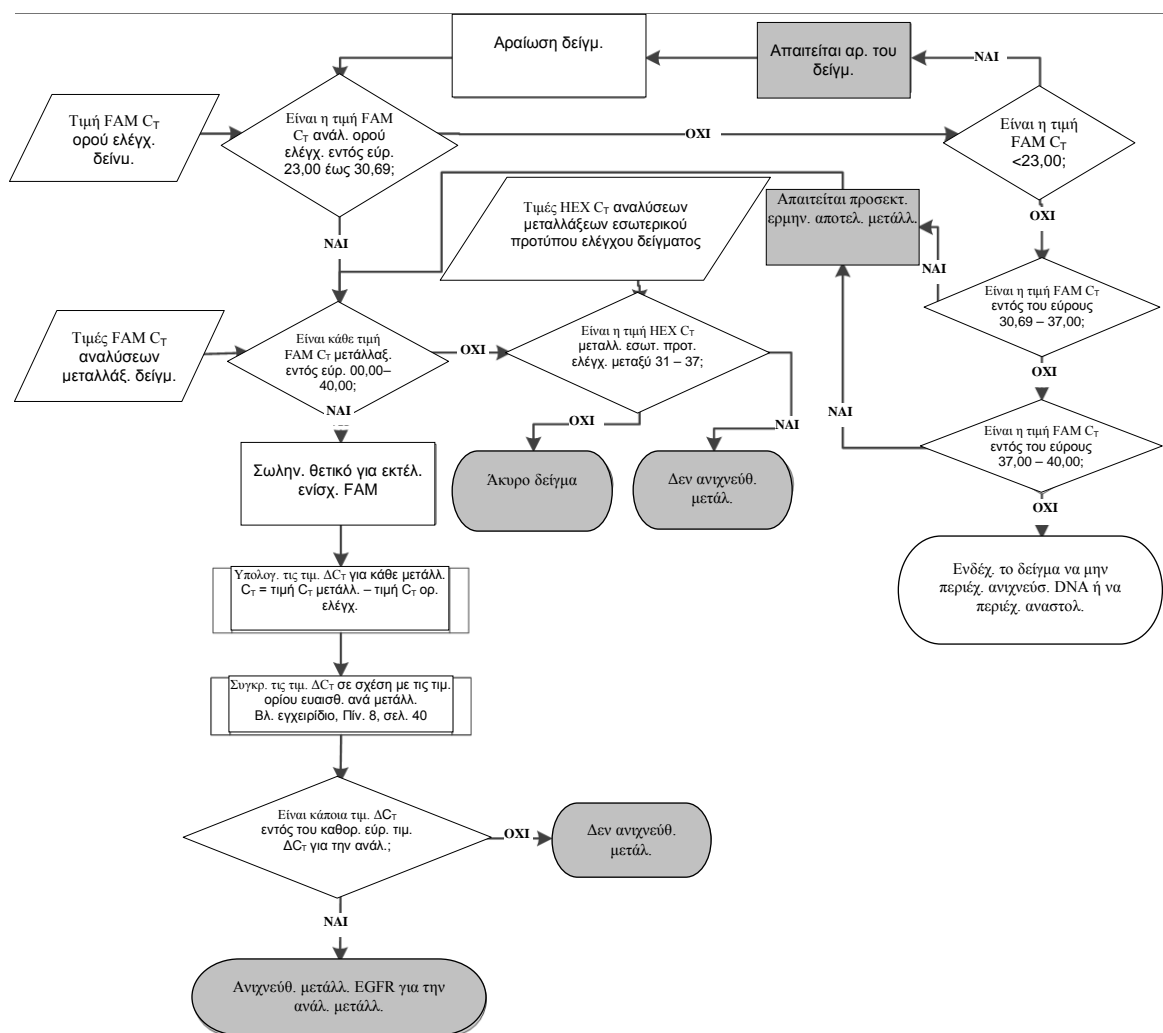 Αραίωση δείγμ.
Απαιτείται αρ. του
δείγμ.
ΝΑΙ
Τιμή FAM CT
ορού ελέγχ.
δείνμ.
Είναι η τιμή FAM
CT ανάλ. ορού
ελέγχ. εντός εύρ.
23,00 έως 30,69;
ΟΧΙ
Είναι η τιμή
FAM CT
<23,00;
ΝΑΙ
Τιμές HEX CT αναλύσεων
μεταλλάξεων εσωτερικού
προτύπου ελέγχου δείγματος
Απαιτείται προσεκτ.
ερμην. αποτελ. μετάλλ.
ΟΧΙ
ΝΑΙ
Είναι η τιμή FAM CT
εντός του εύρους
30,69 – 37,00;
Τιμές FAM CT
αναλύσεων
μεταλλάξ. δείγμ.
Είναι κάθε τιμή
FAM CT μετάλλαξ.
εντός εύρ. 00,00–
40,00;
ΟΧΙ
Είναι η τιμή HEX CT
μεταλλ. εσωτ. προτ.
ελέγχ. μεταξύ 31 – 37;
ΟΧΙ
ΝΑΙ
ΝΑΙ
ΟΧΙ
ΝΑΙ
Είναι η τιμή FAM CT
εντός του εύρους
37,00 – 40,00;
Σωλην. θετικό για εκτέλ.
ενίσχ. FAM
Άκυρο δείγμα
Δεν ανιχνεύθ.
μετάλ.
ΟΧΙ
Ενδέχ. το δείγμα να μην
περιέχ. ανιχνεύσ. DNA ή να
περιέχ. αναστολ.
Υπολογ. τις τιμ. ΔCT για κάθε μετάλλ.
CT = τιμή CT μετάλλ. – τιμή CT ορ.
ελέγχ.
Συγκρ. τις τιμ. ΔCT σε σχέση με τις τιμ.
ορίου ευαισθ. ανά μετάλλ.
Βλ. εγχειρίδιο, Πίν. 8, σελ. 40
Είναι κάποια τιμ. ΔCT
εντός του καθορ. εύρ. τιμ.
ΔCT για την ανάλ.;
ΟΧΙ
Δεν ανιχνεύθ.
μετάλ.
ΝΑΙ
Ανιχνεύθ. μετάλλ. EGFR για την
ανάλ. μετάλλ.